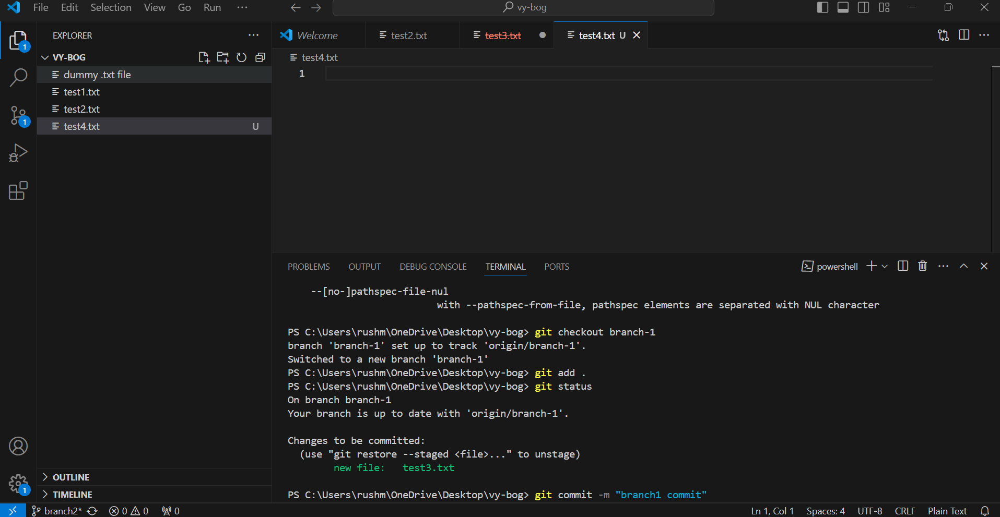 File Edit Selection View Go Run ···
vy-bog
EXPLORER ···
VY-BOG
dummy .txt file
test1.txt
test2.txt
test4.txt U
1
1
OUTLINE
TIMELINE
1
Welcome test2.txt test3.txt test4.txt U
test4.txt
1
PROBLEMS OUTPUT DEBUG CONSOLE TERMINAL PORTS powershell
--[no-]pathspec-file-nul
with --pathspec-from-file, pathspec elements are separated with NUL character
PS C:\Users\rushm\OneDrive\Desktop\vy-bog> git checkout branch-1
branch 'branch-1' set up to track 'origin/branch-1'.
Switched to a new branch 'branch-1'
PS C:\Users\rushm\OneDrive\Desktop\vy-bog> git add .
PS C:\Users\rushm\OneDrive\Desktop\vy-bog> git status
On branch branch-1
Your branch is up to date with 'origin/branch-1'.
Changes to be committed:
(use "git restore --staged <file>..." to unstage)
new file: test3.txt
PS C:\Users\rushm\OneDrive\Desktop\vy-bog> git commit -m "branch1 commit"
branch2* 0 0 0 Ln 1, Col 1 Spaces: 4 UTF-8 CRLF Plain Text